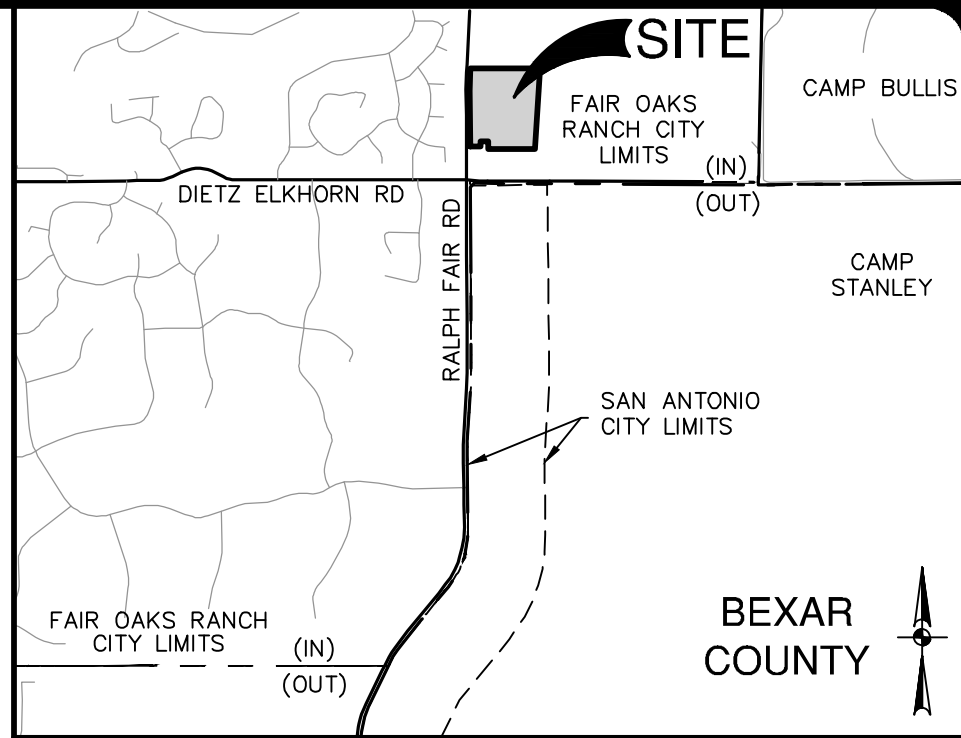 SITE
CAMP BULLIS
FAIR OAKS
RANCH CITY
LIMITS
(IN)
(OUT)
DIETZ ELKHORN RD
RALPH FAIR RD
CAMP
STANLEY
SAN ANTONIO
CITY LIMITS
FAIR OAKS RANCH
CITY LIMITS
(IN)
(OUT)
BEXAR
COUNTY